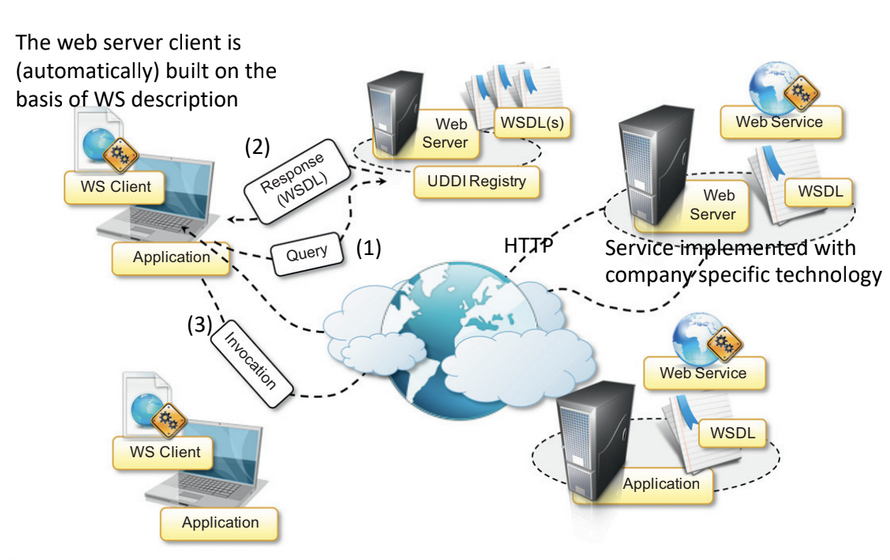 The web server client is
(automatically) built on the
basis of WS description
WS Client
Application
(2)
Response
(WSDL)
Query
(1)
(3)
Invocation
Web
Server
WSDL(s)
UDDI Registry
HTTP
Web Service
Web
Server
WSDL
Service implemented with
company specific technology
Web Service
WSDL
Application
WS Client
Application